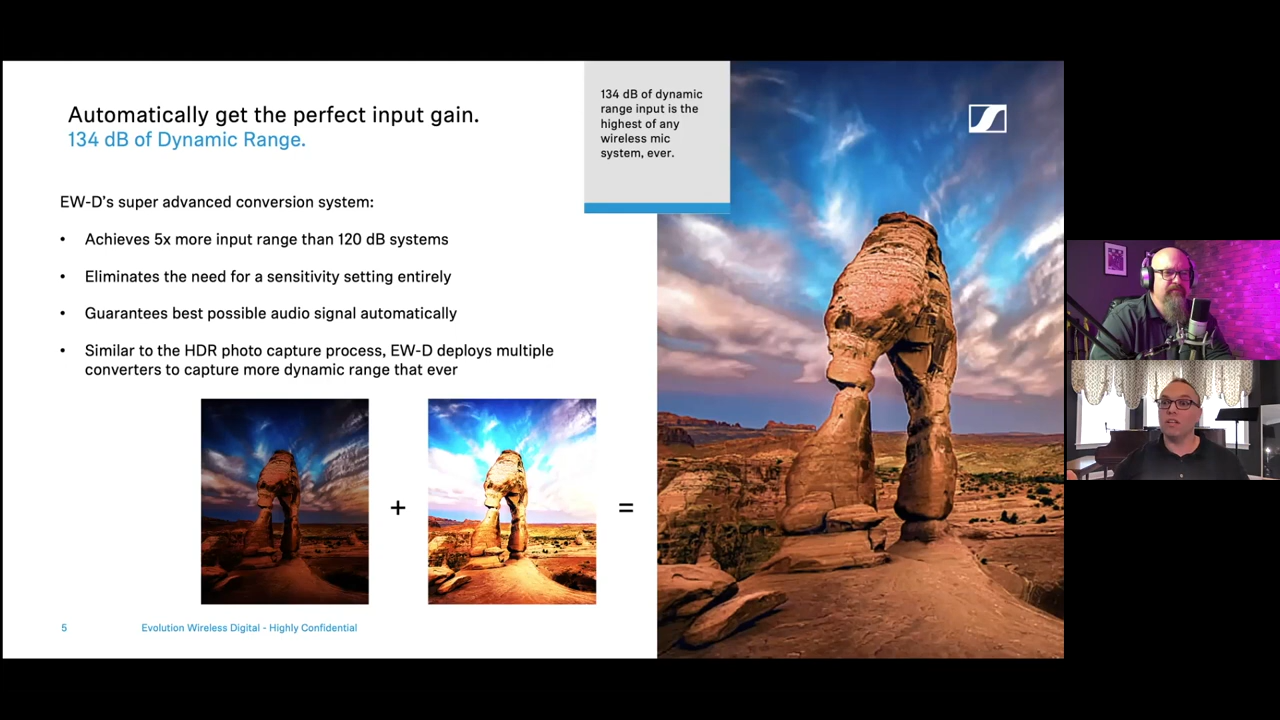 Automatically get the perfect input gain.
134 dB of Dynamic Range.
134 dB of dynamic
range input is the
highest of any
wireless mic
system, ever.
EW-D’s super advanced conversion system:
• Achieves 5x more input range than 120 dB systems
• Eliminates the need for a sensitivity setting entirely
• Guarantees best possible audio signal automatically
• Similar to the HDR photo capture process, EW-D deploys multiple
converters to capture more dynamic range that ever
+ =
5 Evolution Wireless Digital - Highly Confidential